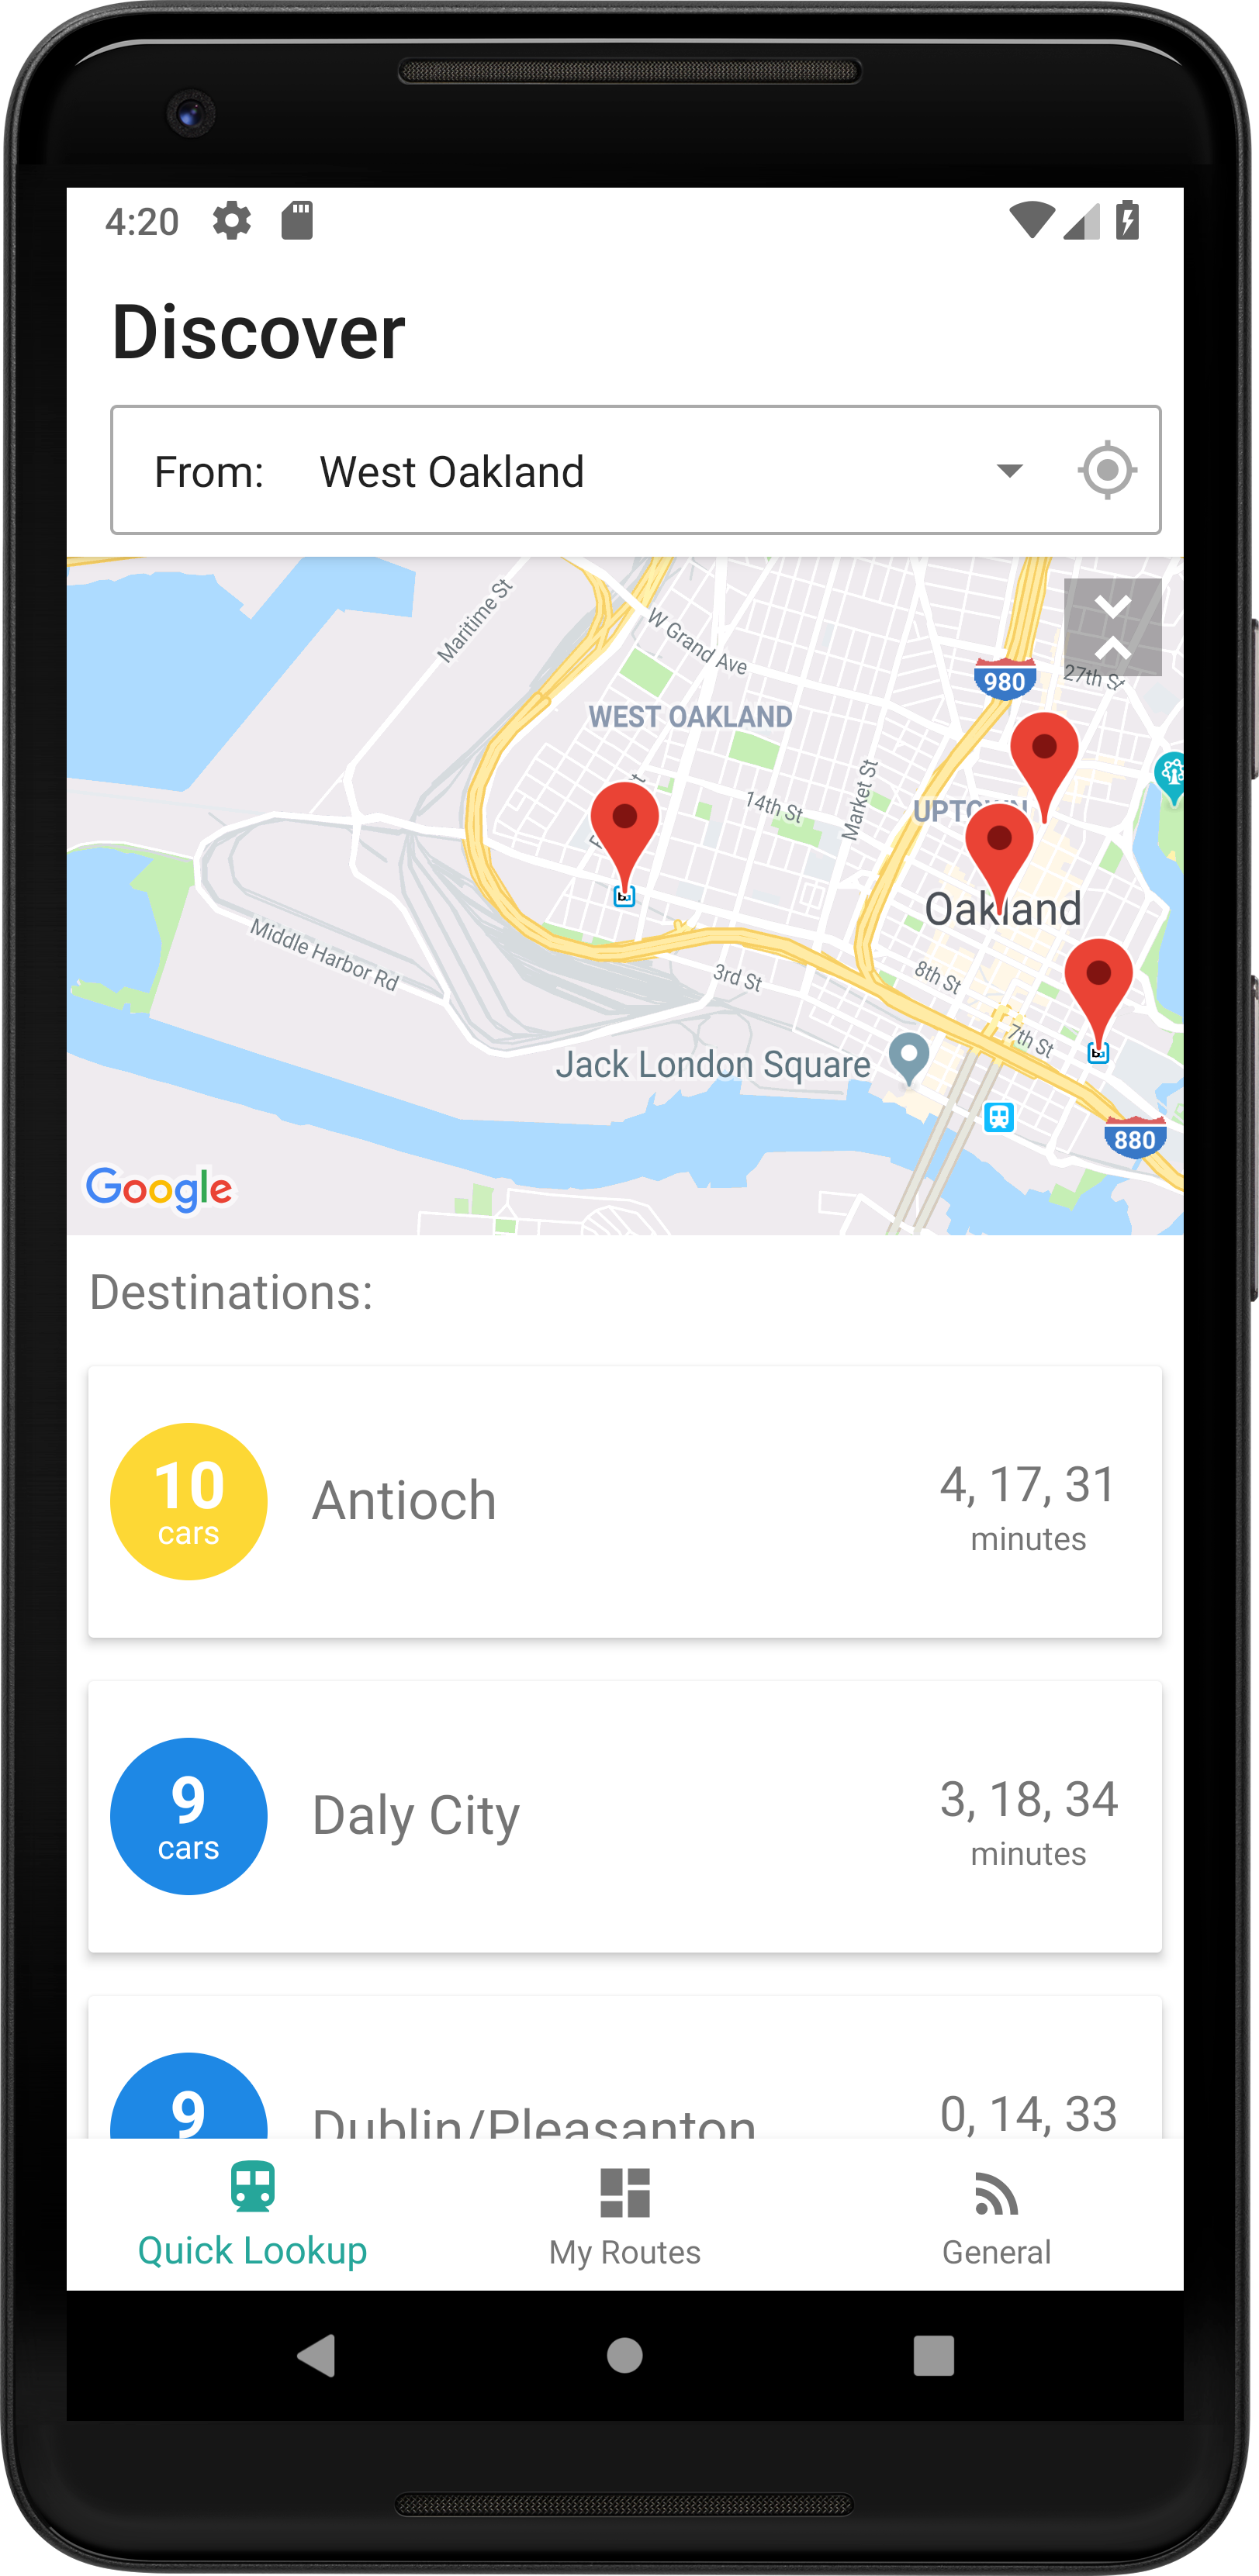 4:20
Discover
From: West Oakland
Maritime St
W Grand Ave
980
27th St
WEST OAKLAND
Market St
14th St
Oakland
Middle Harbor Rd
3rd St
8th St
7th St
Jack London Square
880
Google
Destinations:
10
cars
Antioch
4, 17, 31
minutes
9
cars
Daly City
3, 18, 34
minutes
9
Dublin/Pleasanton
0, 14, 33
Quick Lookup
My Routes
General